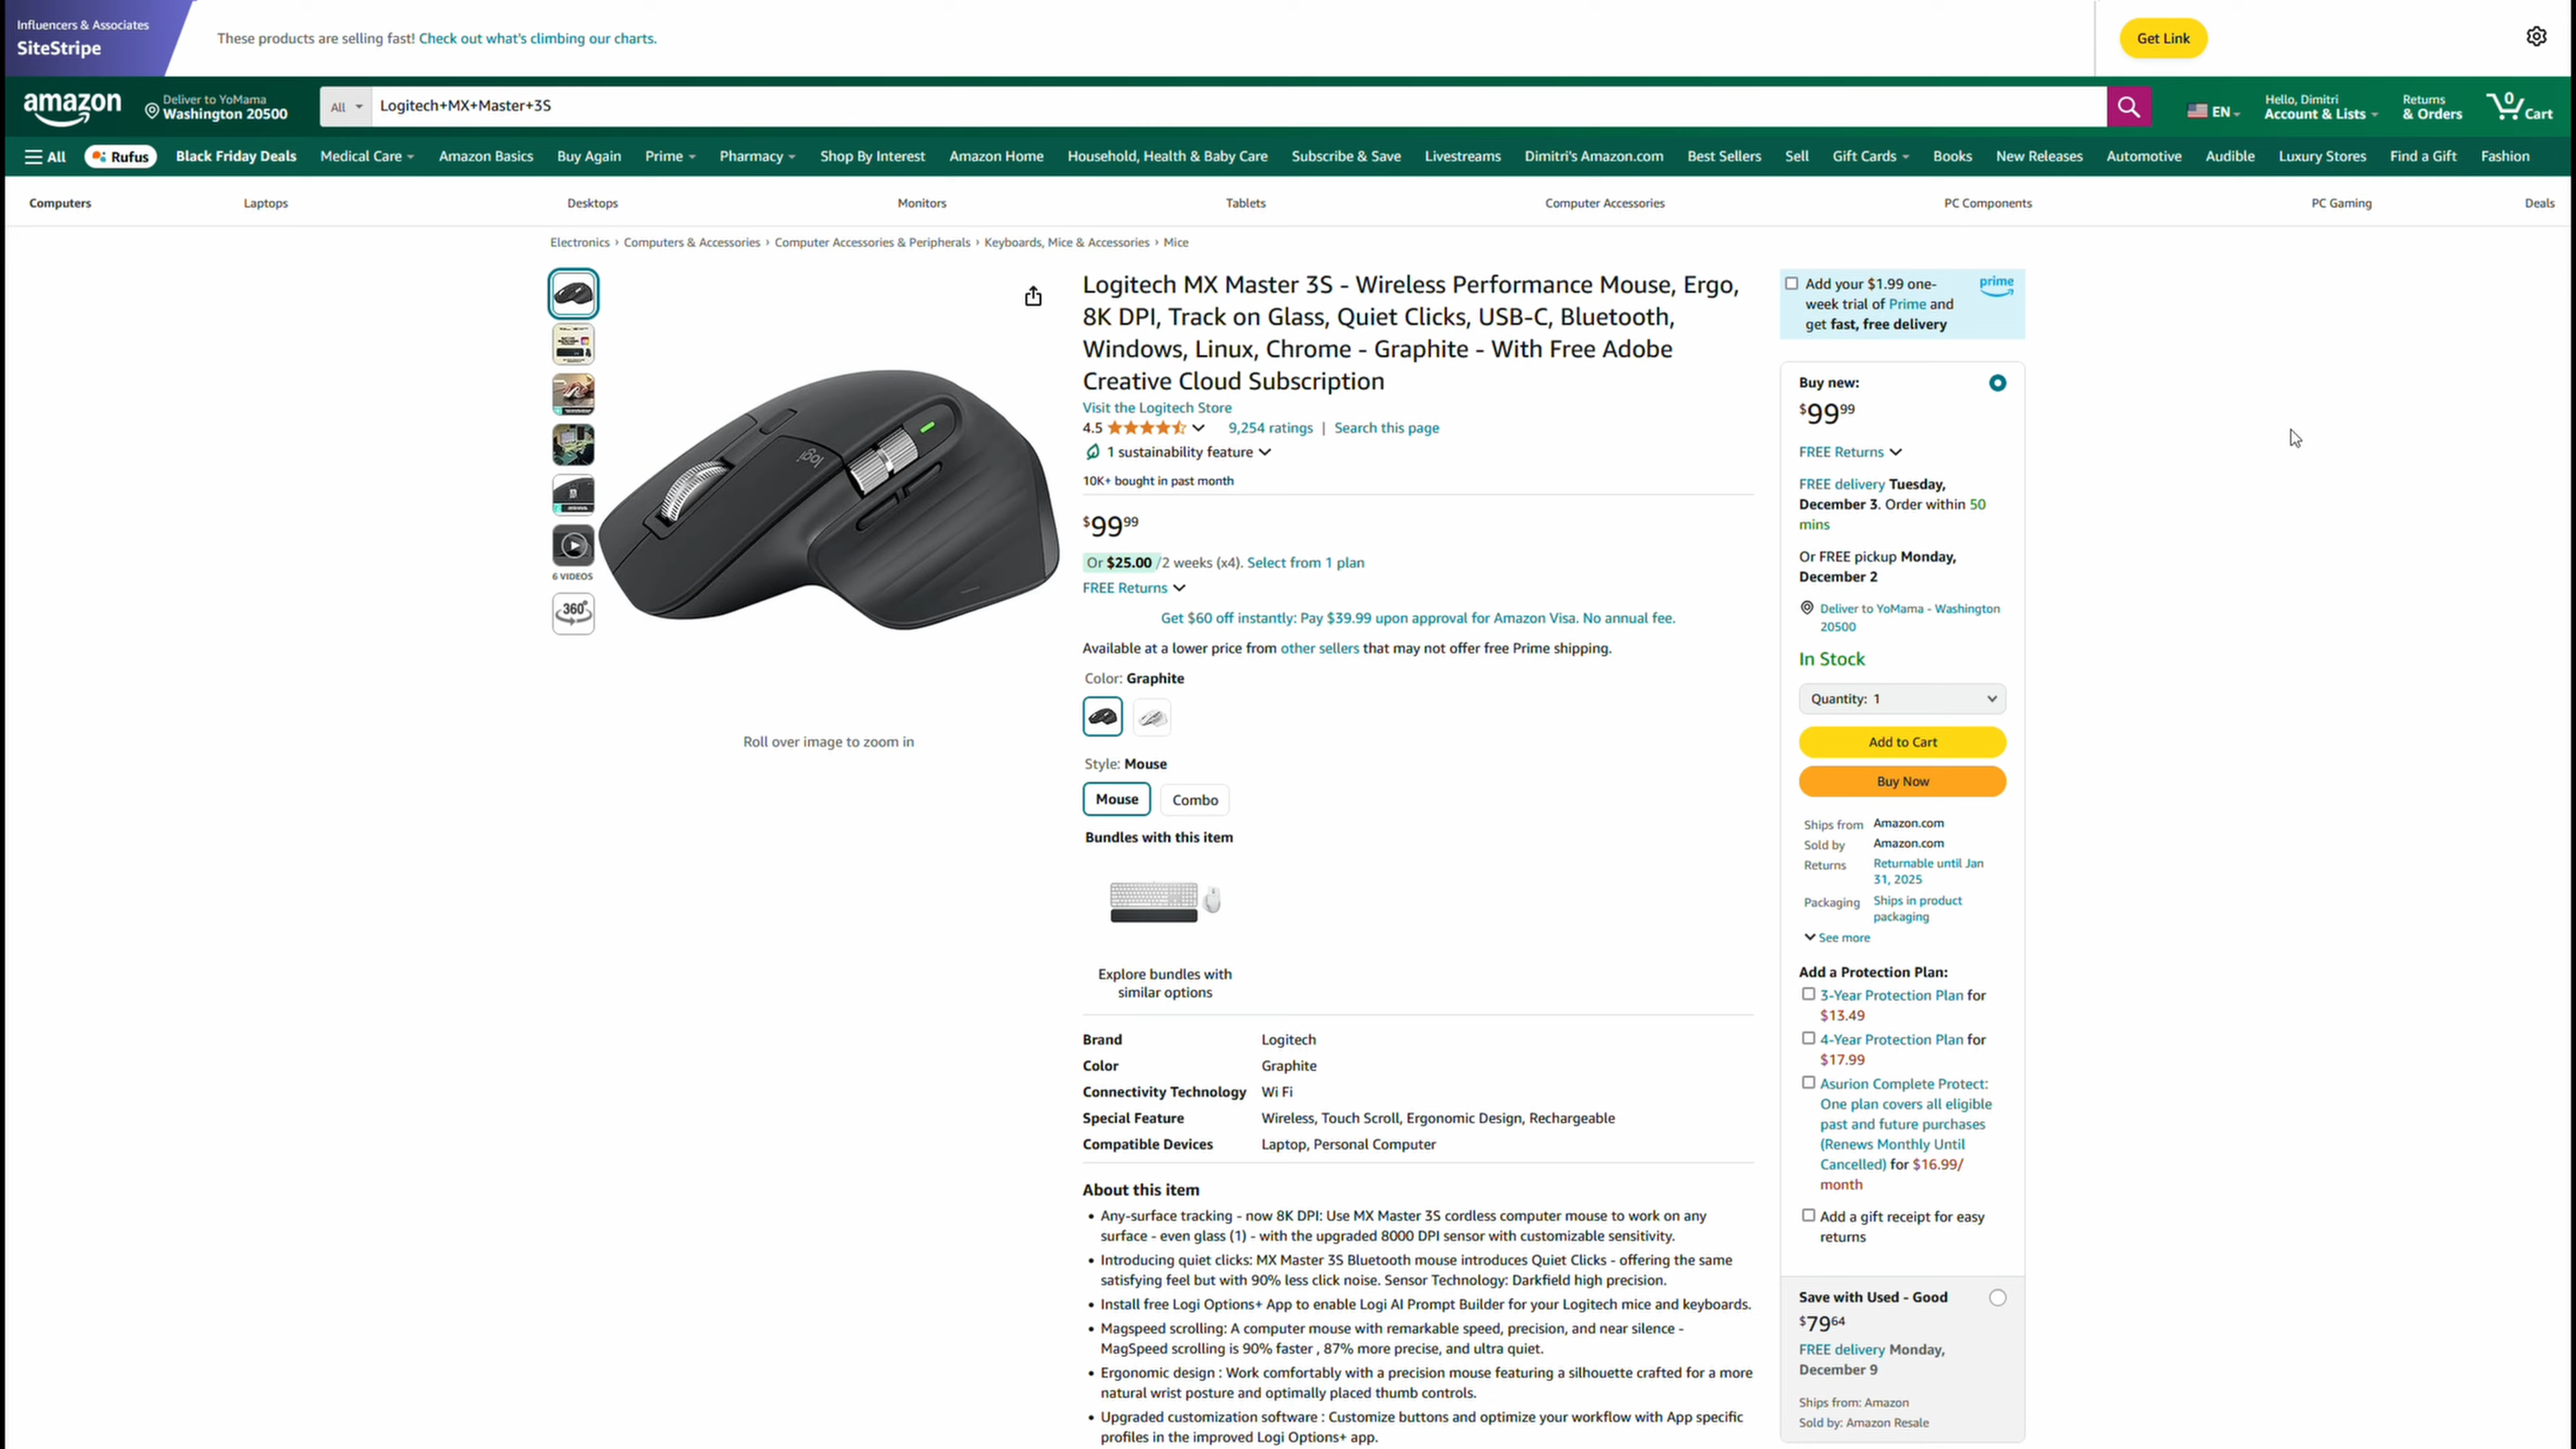 Influencers & Associates
SiteStripe
These products are selling fast! Check out what's climbing our charts.
Get Link
amazon
Deliver to YoMama
Washington 20500
All
Logitech+MX+Master+3S
EN
Hello, Dimitri
Account & Lists
Returns
& Orders
0
Cart
All
Rufus
Black Friday Deals
Medical Care
Amazon Basics
Buy Again
Prime
Pharmacy
Shop By Interest
Amazon Home
Household, Health & Baby Care
Subscribe & Save
Livestreams
Dimitri's Amazon.com
Best Sellers
Sell
Gift Cards
Books
New Releases
Automotive
Audible
Luxury Stores
Find a Gift
Fashion
Computers
Laptops
Desktops
Monitors
Tablets
Computer Accessories
PC Components
PC Gaming
Deals
Electronics › Computers & Accessories › Computer Accessories & Peripherals › Keyboards, Mice & Accessories › Mice
6 VIDEOS
360°
logi
Roll over image to zoom in
Logitech MX Master 3S - Wireless Performance Mouse, Ergo,
8K DPI, Track on Glass, Quiet Clicks, USB-C, Bluetooth,
Windows, Linux, Chrome - Graphite - With Free Adobe
Creative Cloud Subscription
Visit the Logitech Store
4.5
9,254 ratings | Search this page
1 sustainability feature
10K+ bought in past month
$99 99
Or $25.00 /2 weeks (x4). Select from 1 plan
FREE Returns
Get $60 off instantly: Pay $39.99 upon approval for Amazon Visa. No annual fee.
Available at a lower price from other sellers that may not offer free Prime shipping.
Color: Graphite
Style: Mouse
Mouse
Combo
Bundles with this item
Explore bundles with
similar options
Brand Logitech
Color Graphite
Connectivity Technology Wi Fi
Special Feature Wireless, Touch Scroll, Ergonomic Design, Rechargeable
Compatible Devices Laptop, Personal Computer
About this item
• Any-surface tracking - now 8K DPI: Use MX Master 3S cordless computer mouse to work on any
surface - even glass (1) - with the upgraded 8000 DPI sensor with customizable sensitivity.
• Introducing quiet clicks: MX Master 3S Bluetooth mouse introduces Quiet Clicks - offering the same
satisfying feel but with 90% less click noise. Sensor Technology: Darkfield high precision.
• Install free Logi Options+ App to enable Logi AI Prompt Builder for your Logitech mice and keyboards.
• Magspeed scrolling: A computer mouse with remarkable speed, precision, and near silence -
MagSpeed scrolling is 90% faster , 87% more precise, and ultra quiet.
• Ergonomic design : Work comfortably with a precision mouse featuring a silhouette crafted for a more
natural wrist posture and optimally placed thumb controls.
• Upgraded customization software : Customize buttons and optimize your workflow with App specific
profiles in the improved Logi Options+ app.
Add your $1.99 one-
week trial of Prime and
get fast, free delivery
prime
Buy new:
$99 99
FREE Returns
FREE delivery Tuesday,
December 3. Order within 50
mins
Or FREE pickup Monday,
December 2
Deliver to YoMama - Washington
20500
In Stock
Quantity: 1
Add to Cart
Buy Now
Ships from Amazon.com
Sold by Amazon.com
Returns Returnable until Jan
31, 2025
Packaging Ships in product
packaging
See more
Add a Protection Plan:
3-Year Protection Plan for
$13.49
4-Year Protection Plan for
$17.99
Asurion Complete Protect:
One plan covers all eligible
past and future purchases
(Renews Monthly Until
Cancelled) for $16.99/
month
Add a gift receipt for easy
returns
Save with Used - Good
$79 64
FREE delivery Monday,
December 9
Ships from: Amazon
Sold by: Amazon Resale